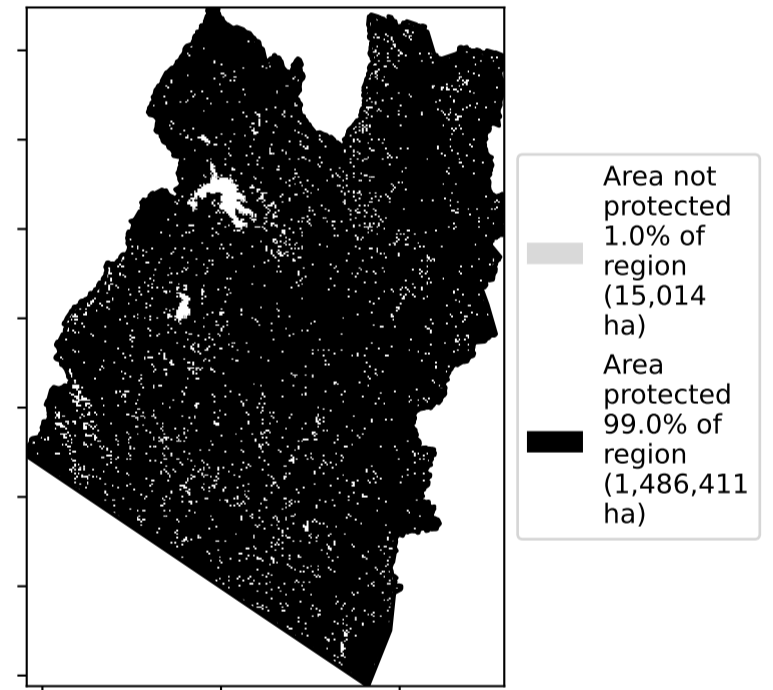 Area not
protected
1.0% of
region
(15,014
ha)
Area
protected
99.0% of
region
(1,486,411
ha)